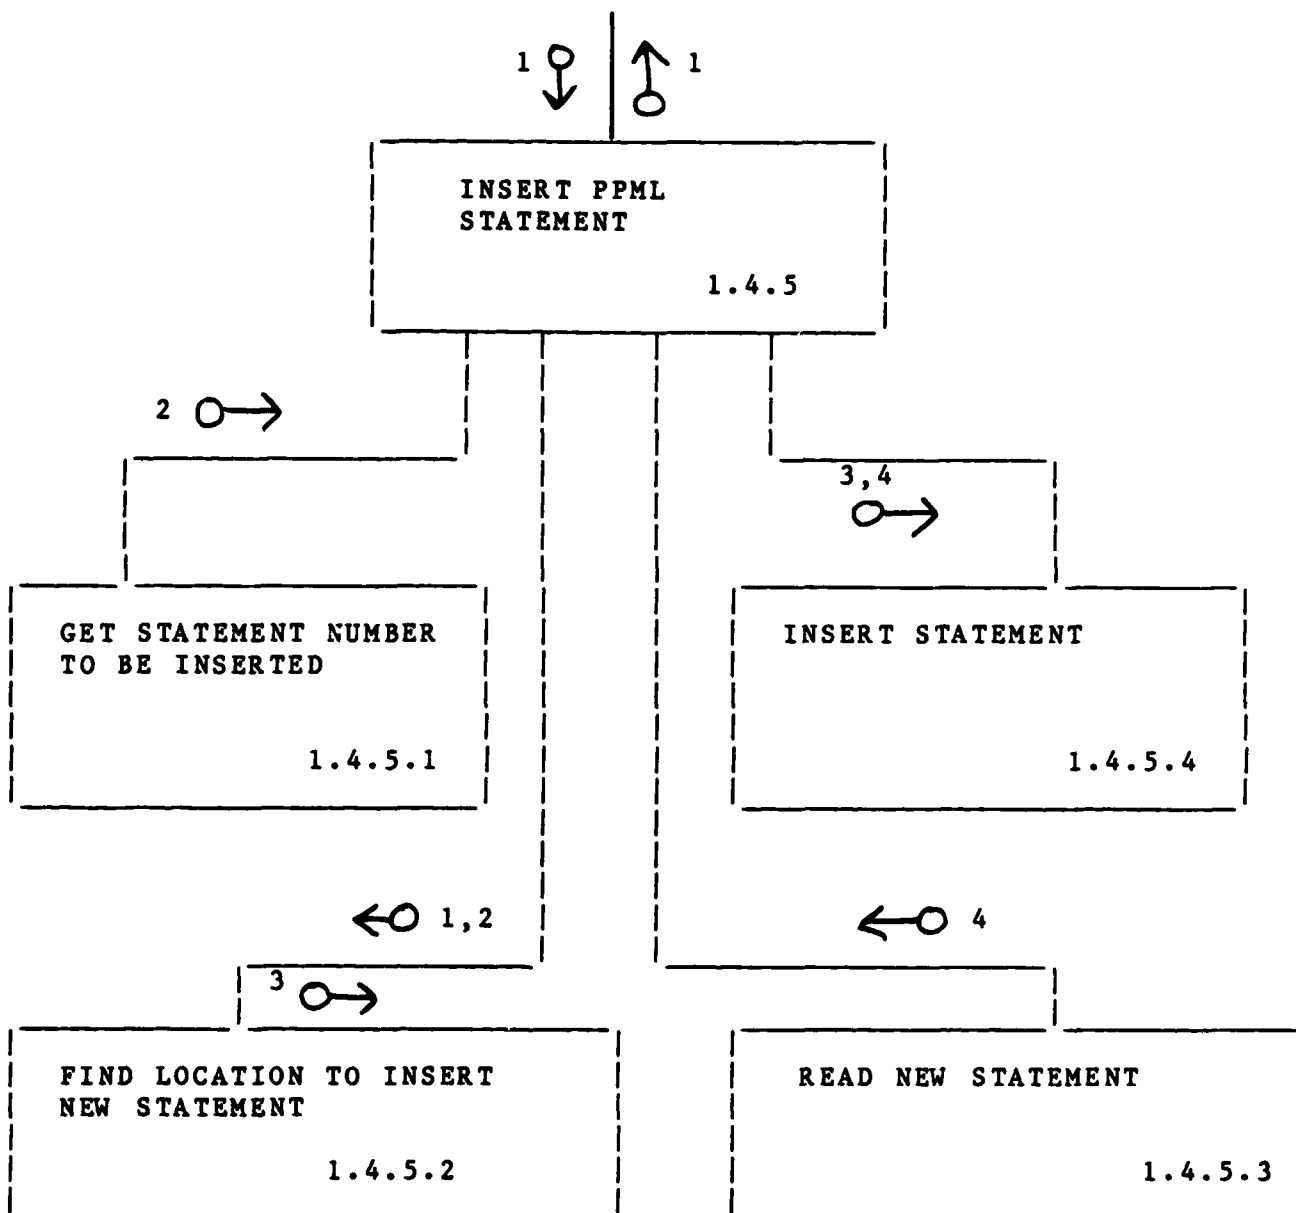 1 1
INSERT PPML
STATEMENT
1.4.5
2
3,4
GET STATEMENT NUMBER
TO BE INSERTED
1.4.5.1
INSERT STATEMENT
1.4.5.4
1,2
4
3
FIND LOCATION TO INSERT
NEW STATEMENT
1.4.5.2
READ NEW STATEMENT
1.4.5.3